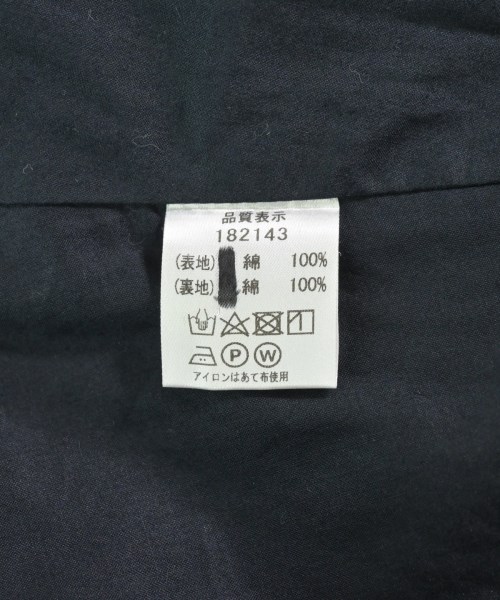 品質表示
182143
(表地) 綿 100%
(裏地) 綿 100%
P W
アイロンはあて布使用